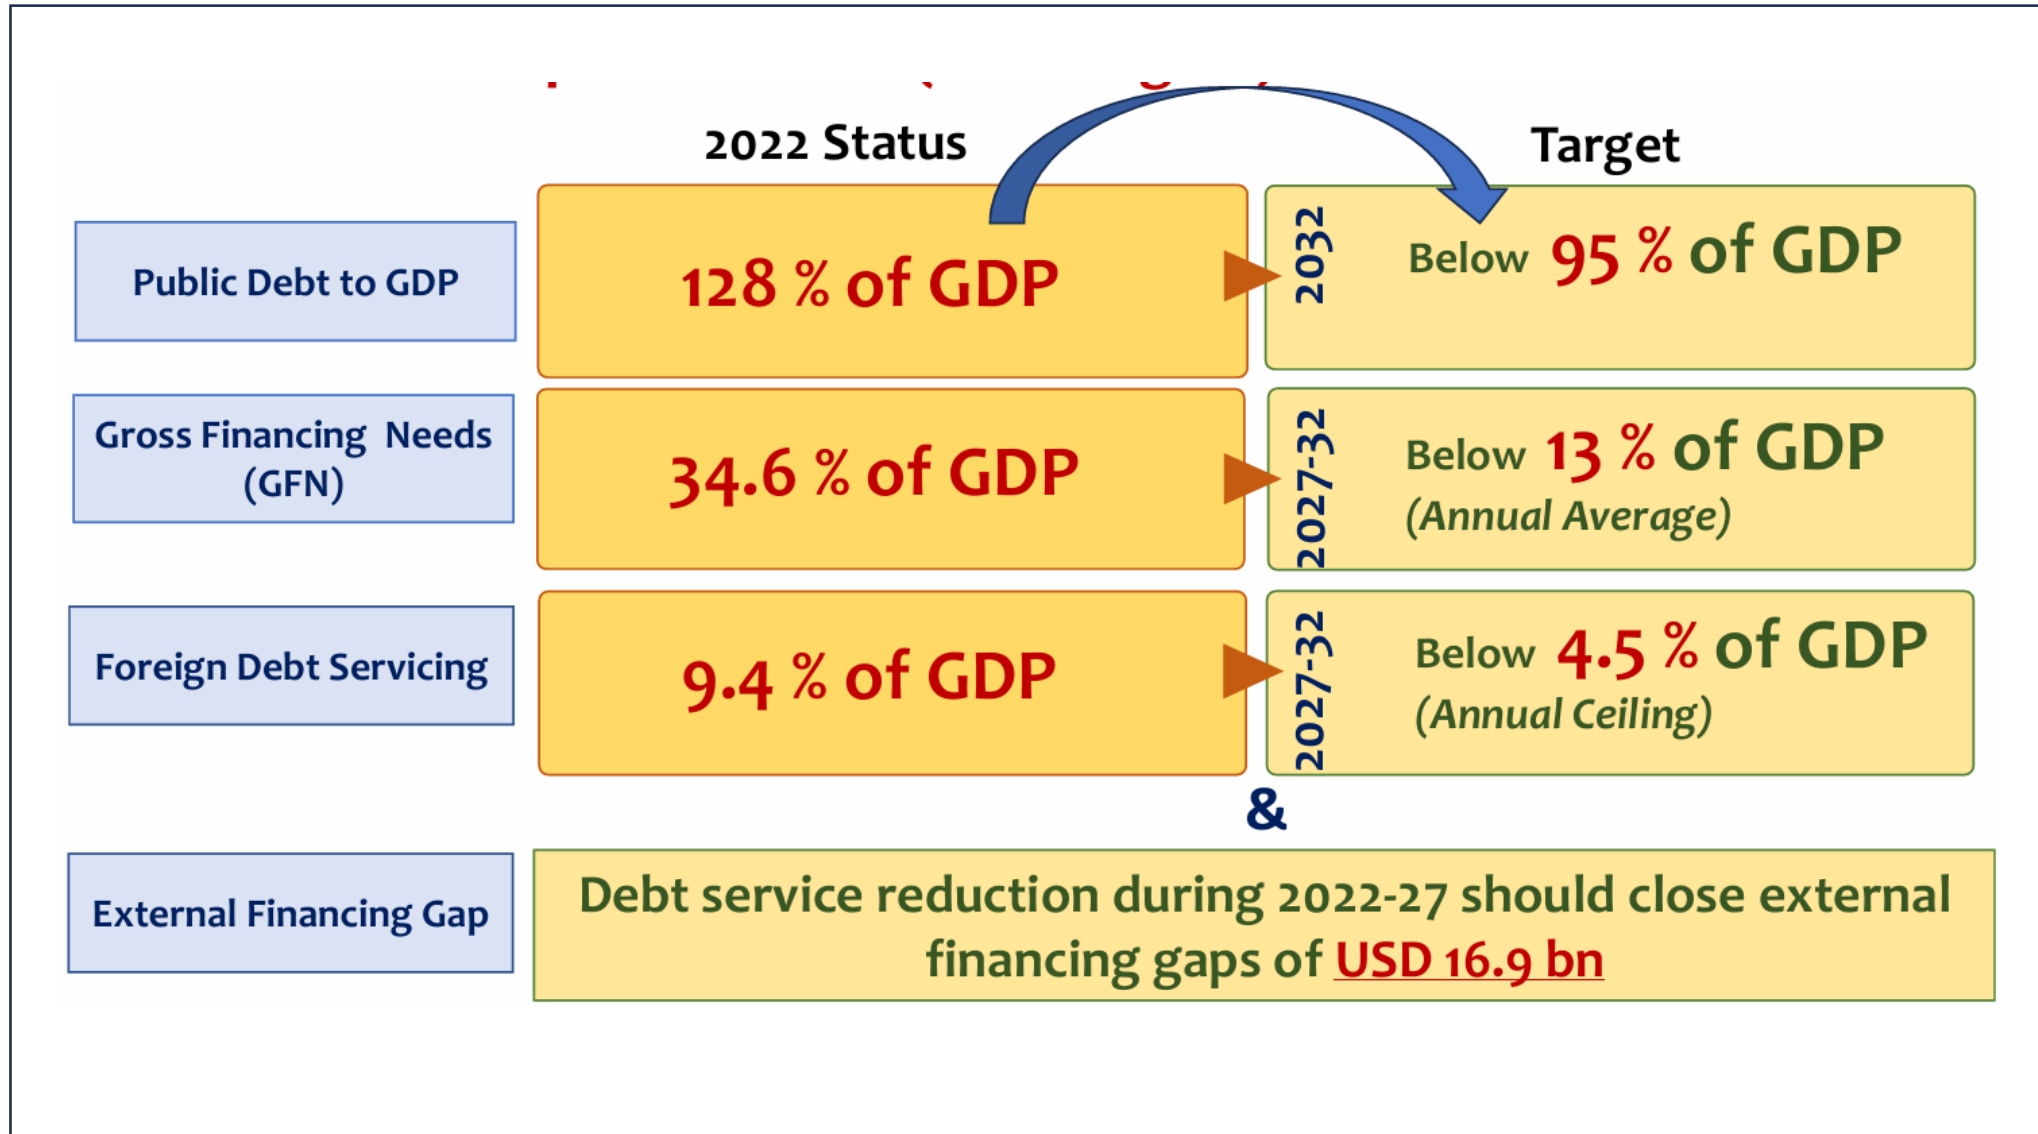 2022 Status
Target
Public Debt to GDP
128 % of GDP
2032
Below 95 % of GDP
Gross Financing Needs
(GFN)
34.6 % of GDP
2027-32
Below 13 % of GDP
(Annual Average)
Foreign Debt Servicing
9.4 % of GDP
2027-32
Below 4.5 % of GDP
(Annual Ceiling)
&
External Financing Gap
Debt service reduction during 2022-27 should close external
financing gaps of USD 16.9 bn